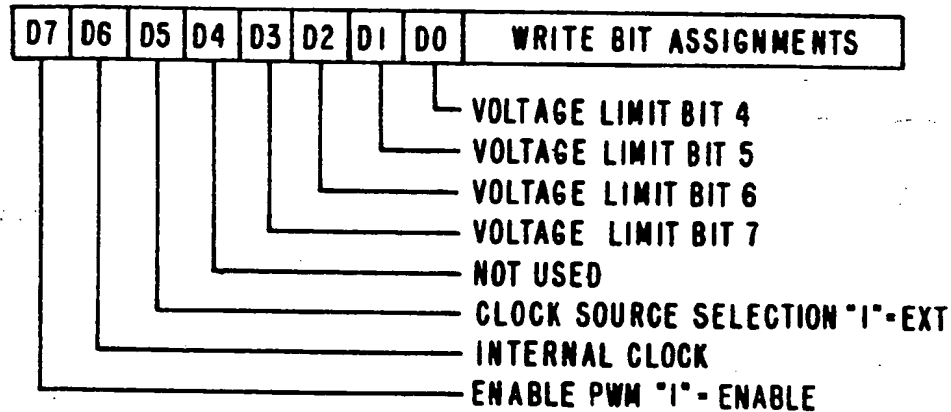 D7 D6 D5 D4 D3 D2 D1 D0 WRITE BIT ASSIGNMENTS
VOLTAGE LIMIT BIT 4
VOLTAGE LIMIT BIT 5
VOLTAGE LIMIT BIT 6
VOLTAGE LIMIT BIT 7
NOT USED
CLOCK SOURCE SELECTION "1"=EXT
INTERNAL CLOCK
ENABLE PWM "1"-ENABLE